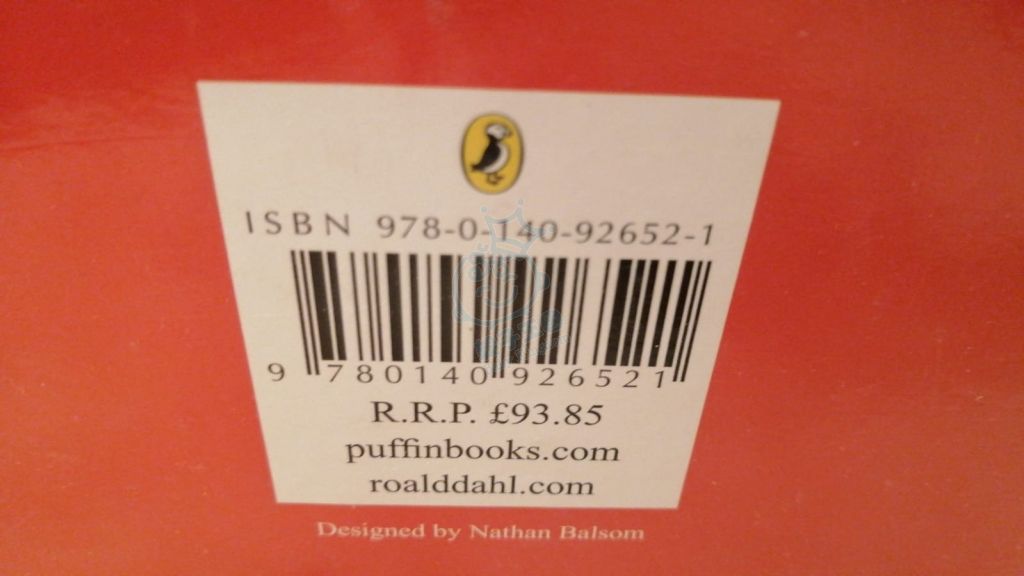 ISBN 978-0-140-92652-1
9 780140 926521
R.R.P. £93.85
puffinbooks.com
roalddahl.com
Designed by Nathan Balsom